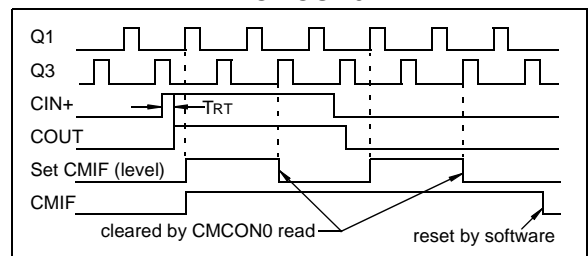 Q1
Q3
CIN+
TRT
COUT
Set CMIF (level)
CMIF
cleared by CMCON0 read
reset by software